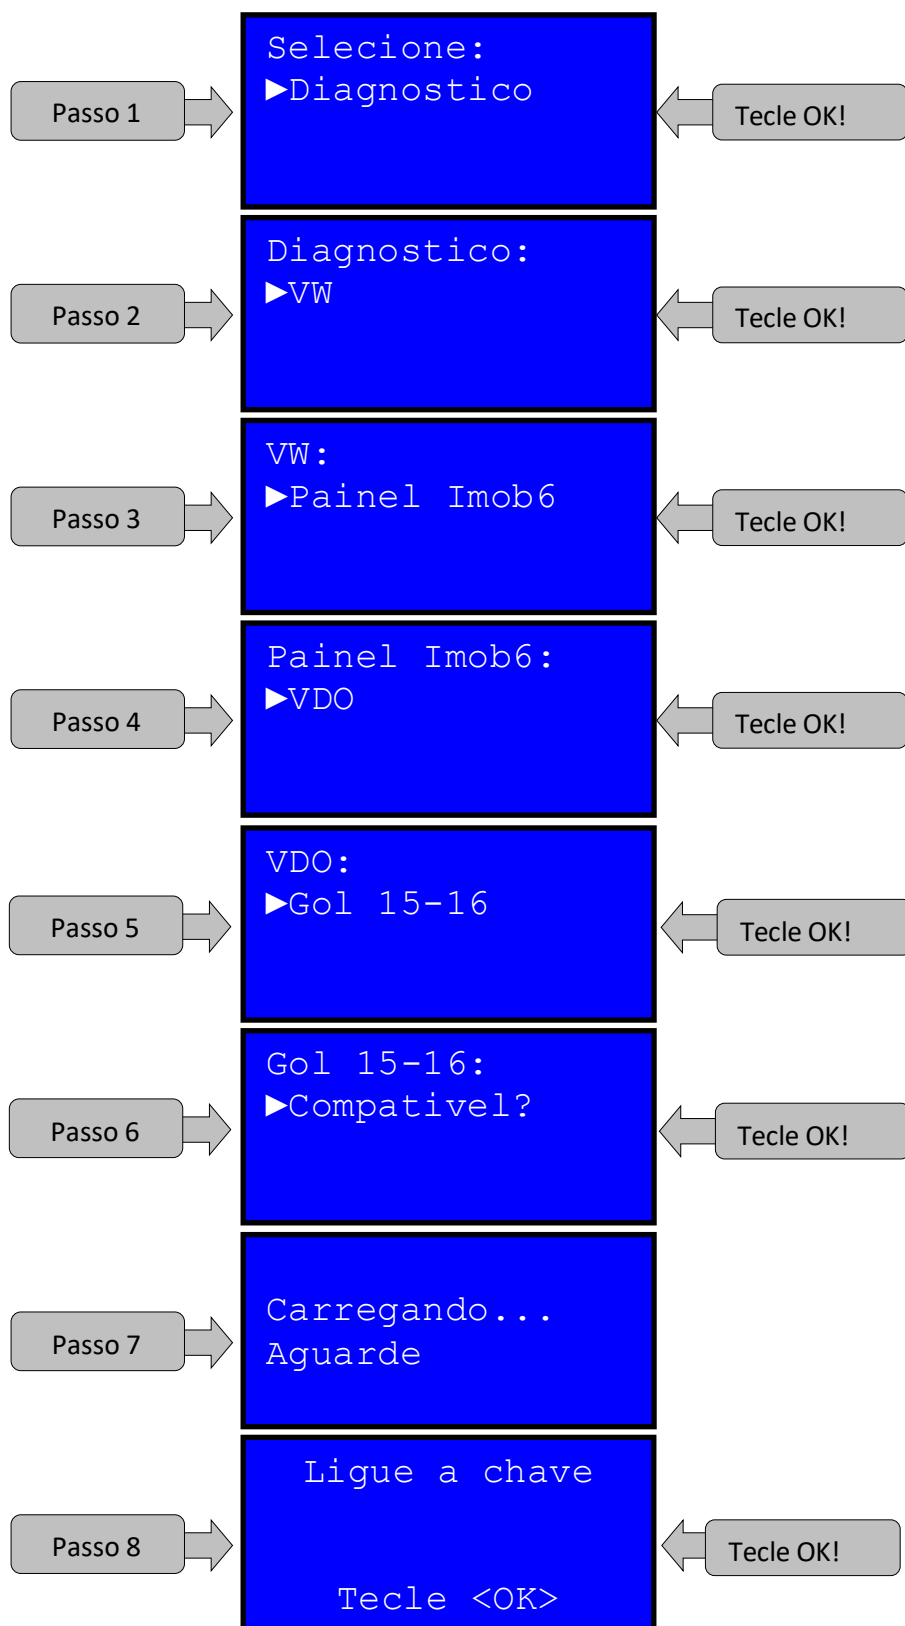 Selecione:
Passo 1
►Diagnostico
Tecle OK!
Diagnostico:
Passo 2
►VW
Tecle OK!
VW:
Passo 3
►Painel Imob6
Tecle OK!
Painel Imob6:
Passo 4
►VDO
Tecle OK!
VDO:
Passo 5
►Gol 15-16
Tecle OK!
Gol 15-16:
Passo 6
►Compativel?
Tecle OK!
Passo 7
Carregando...
Aguarde
Ligue a chave
Passo 8
Tecle OK!
Tecle <OK>